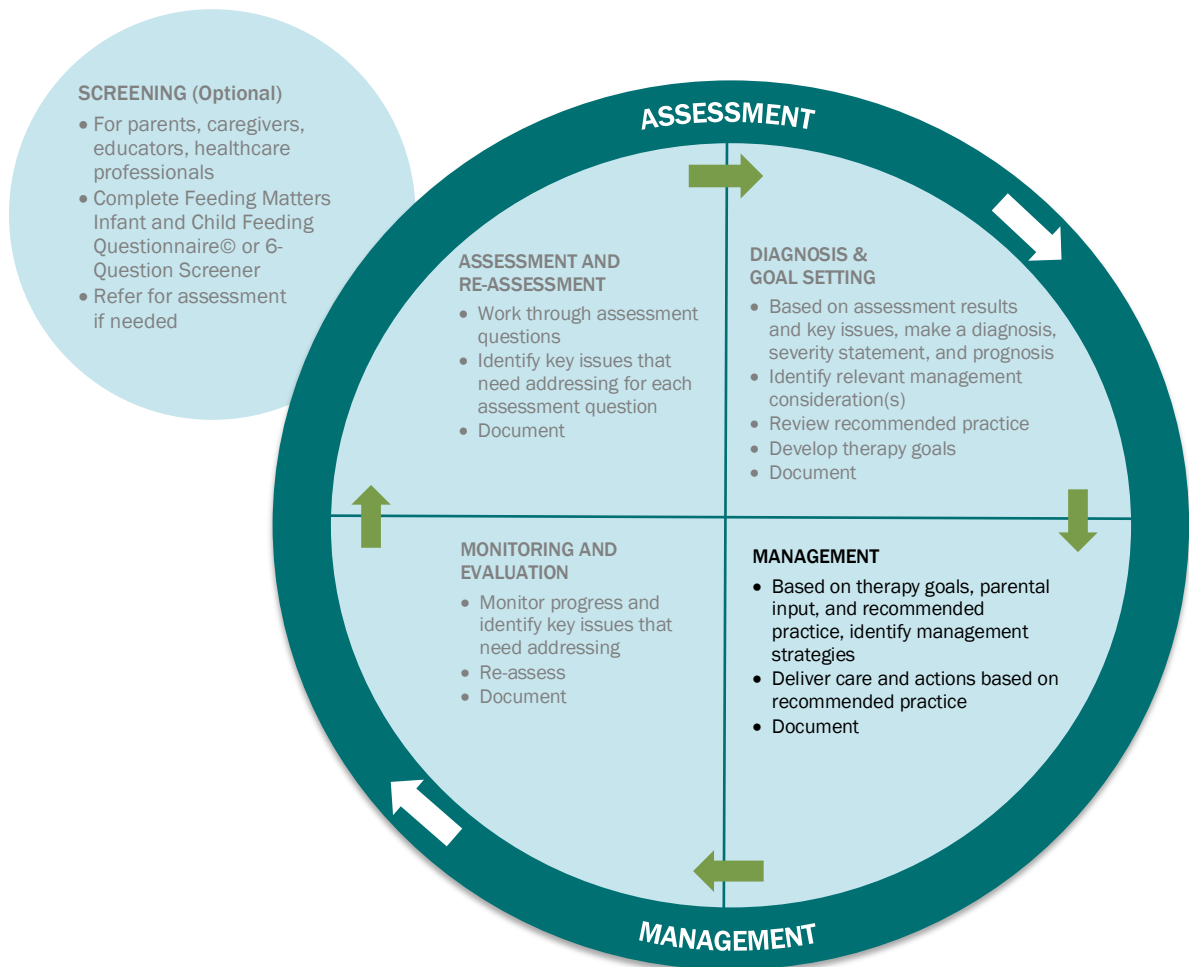 SCREENING (Optional)
• For parents, caregivers,
educators, healthcare
professionals
• Complete Feeding Matters
Infant and Child Feeding
Questionnaire© or 6-
Question Screener
• Refer for assessment
if needed
ASSESSMENT
ASSESSMENT AND
RE-ASSESSMENT
• Work through assessment
questions
• Identify key issues that
need addressing for each
assessment question
• Document
DIAGNOSIS &
GOAL SETTING
• Based on assessment results
and key issues, make a diagnosis,
severity statement, and prognosis
• Identify relevant management
consideration(s)
• Review recommended practice
• Develop therapy goals
• Document
MONITORING AND
EVALUATION
• Monitor progress and
identify key issues that
need addressing
• Re-assess
• Document
MANAGEMENT
• Based on therapy goals, parental
input, and recommended
practice, identify management
strategies
• Deliver care and actions based on
recommended practice
• Document
MANAGEMENT